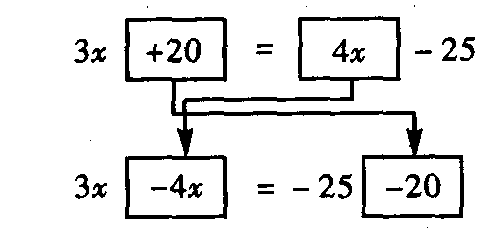 3x +20 = 4x - 25
3x -4x = - 25 -20